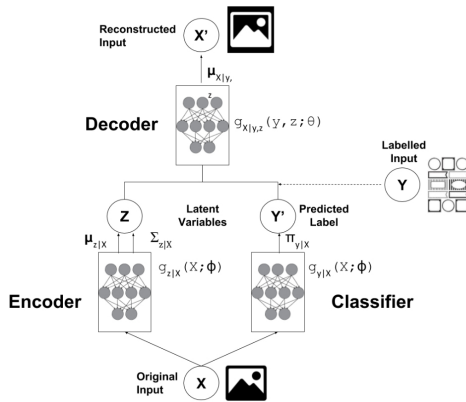 Reconstructed
Input
X'
μX|y,
z
Decoder
gX|y,z(y,z;θ)
Labelled
Input
Y
Z
Latent
Variables
Y'
Predicted
Label
μz|X
Σz|X
πy|X
gz|X(X;ϕ)
gy|X(X;ϕ)
Encoder
Classifier
Original
Input
X